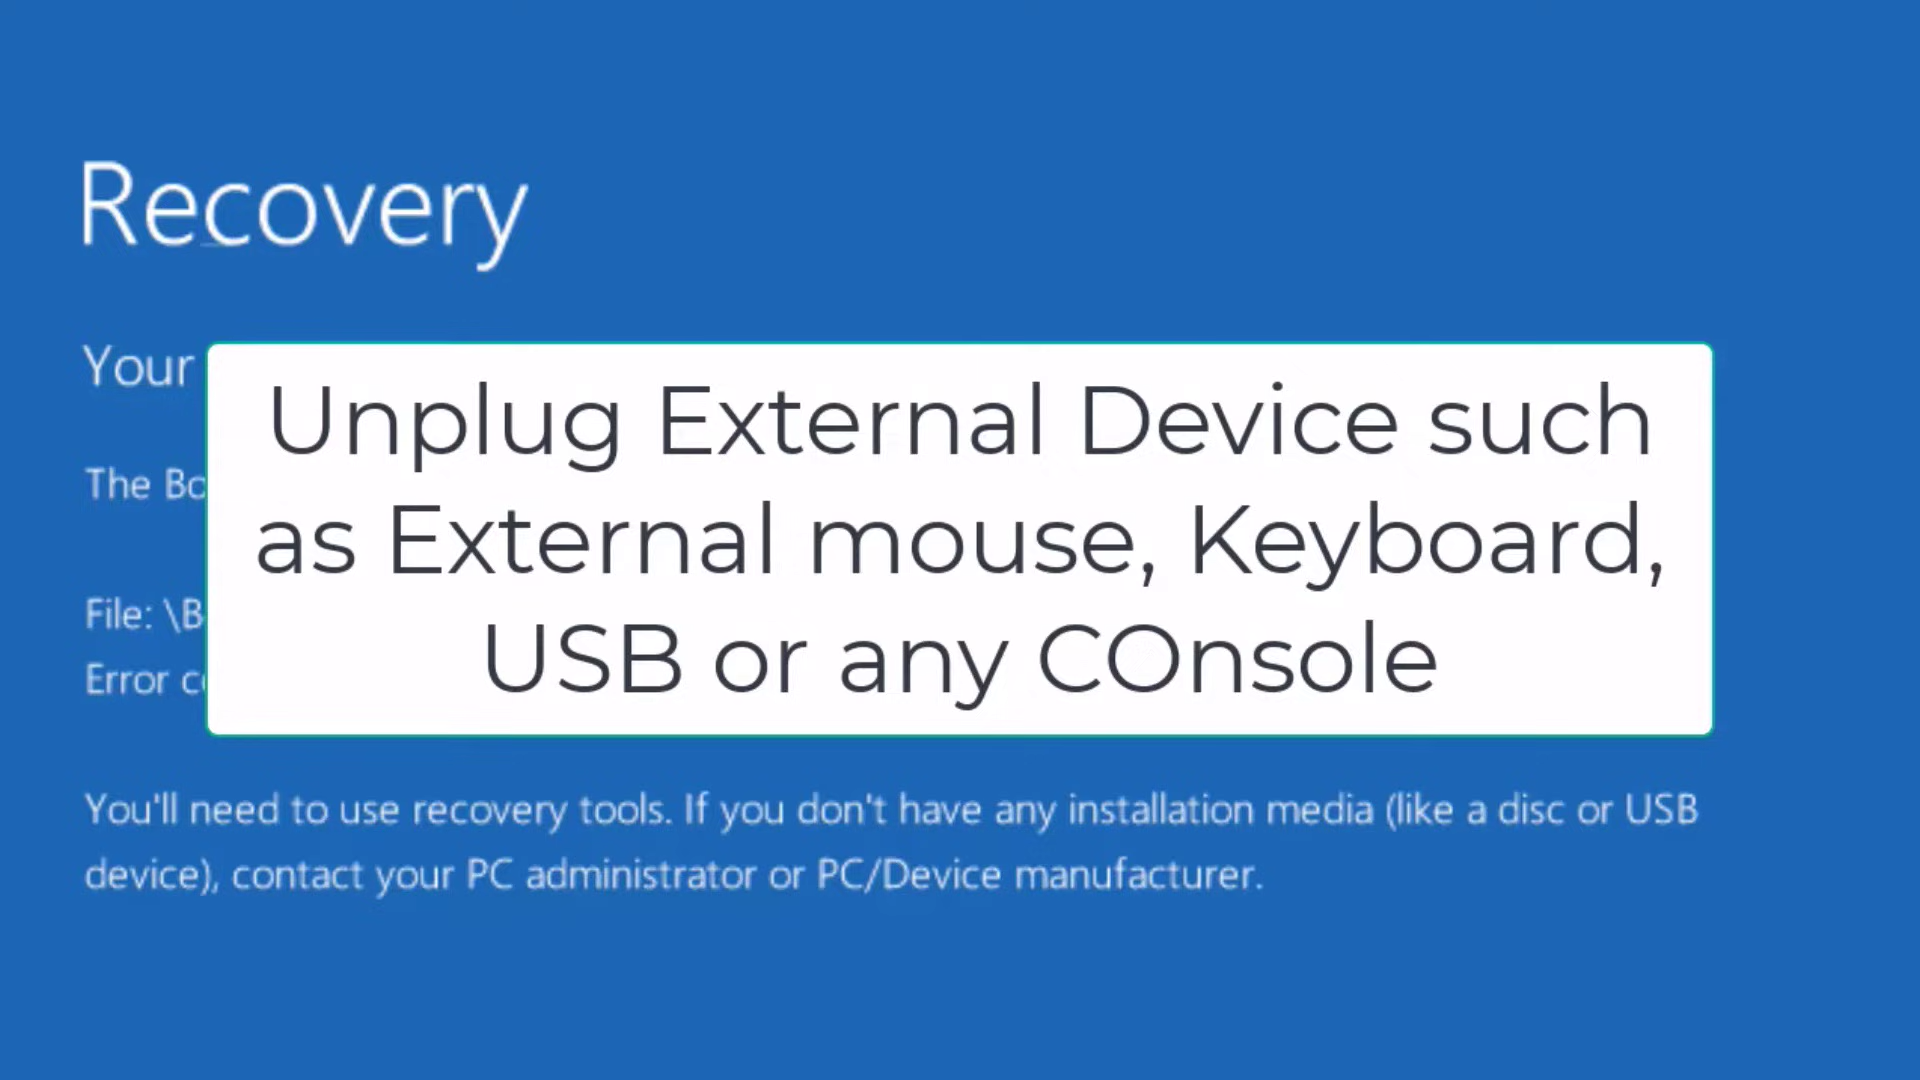 Recovery
Your
Unplug External Device such
The
as External mouse, Keyboard,
File:
USB or any COnsole
Error
You'll need to use recovery tools. If you don't have any installation media (like a disc or USB
device), contact your PC administrator or PC/Device manufacturer.